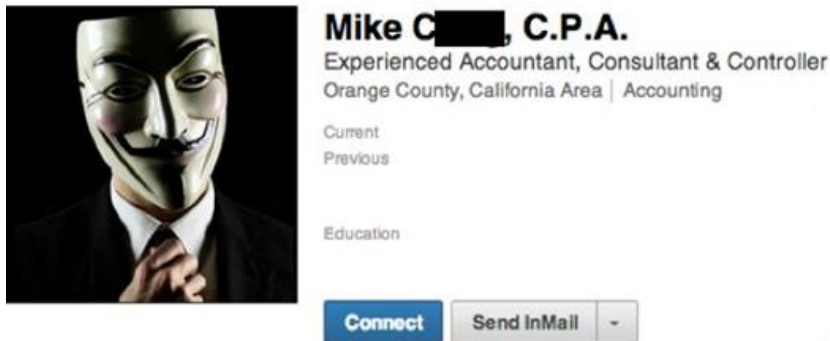 Mike C , C.P.A.
Experienced Accountant, Consultant & Controller
Orange County, California Area | Accounting
Current
Previous
Education
Connect
Send InMail